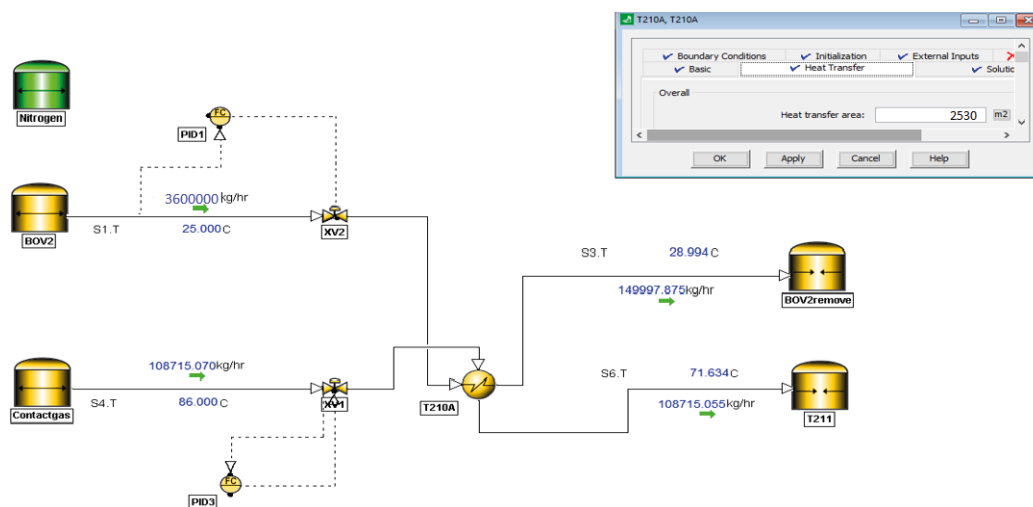 T210A, T210A
Boundary Conditions
Initialization
External Inputs
Basic
Heat Transfer
Solutio
Overall
Heat transfer area:
2530
m2
OK
Apply
Cancel
Help
Nitrogen
FC
PID1
3600000 kg/hr
BOV2
S1.T
25.000 C
XV2
S3.T
28.994 C
149997.875 kg/hr
BOV2remove
108715.070 kg/hr
Contactgas
S4.T
86.000 C
XV1
T210A
S6.T
71.634 C
108715.055 kg/hr
T211
FC
PID3